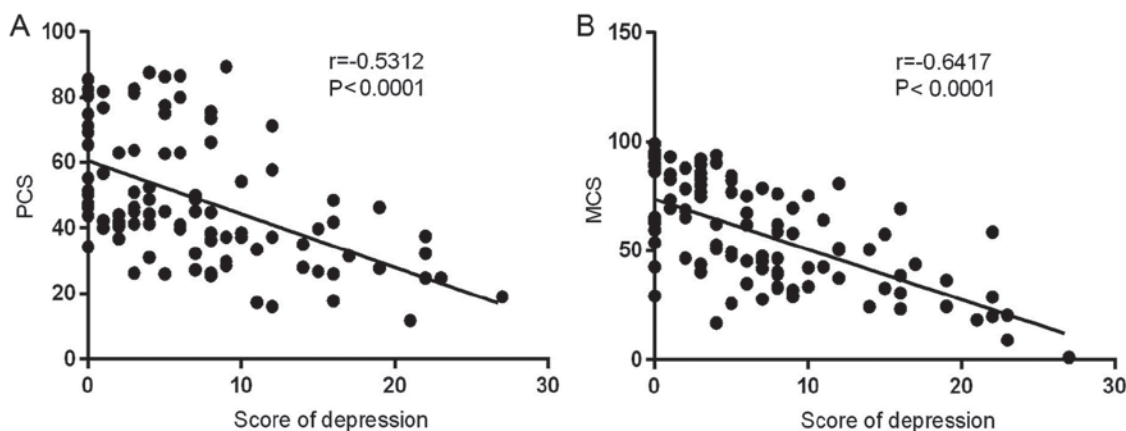 A
r=-0.5312
P< 0.0001
PCS
100
80
60
40
20
0
0 10 20 30
Score of depression
B
r=-0.6417
P< 0.0001
MCS
150
100
50
0
0 10 20 30
Score of depression